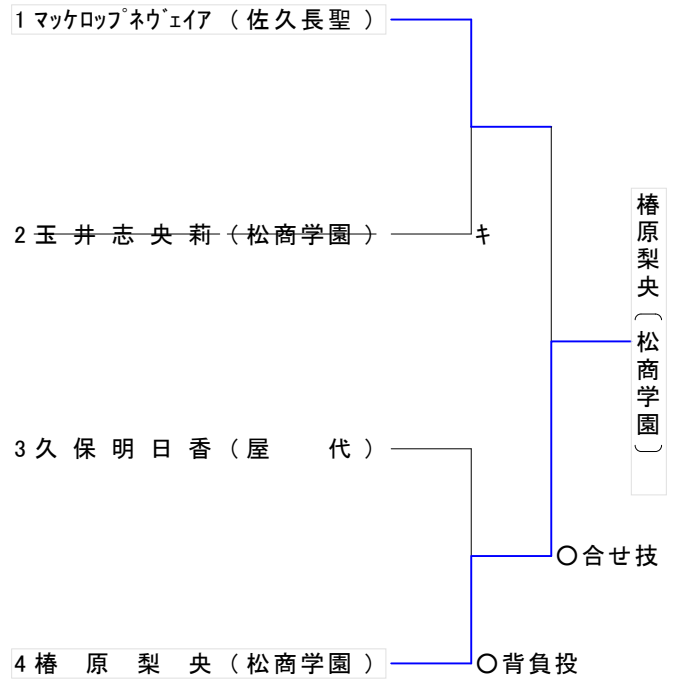 1 マッケロップネヴェイア （ 佐久長聖 ）
2 玉井志央莉 （ 松商学園 ） キ
椿原梨央（松商学園）
3 久保明日香 （ 屋代 ）
○合せ技
4 椿原梨央 （ 松商学園 ） ○背負投